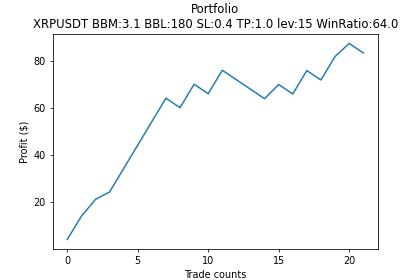 Portfolio
XRPUSDT BBM:3.1 BBL:180 SL:0.4 TP:1.0 lev:15 WinRatio:64.0
80
60
40
20
Profit ($)
0 5 10 15 20
Trade counts